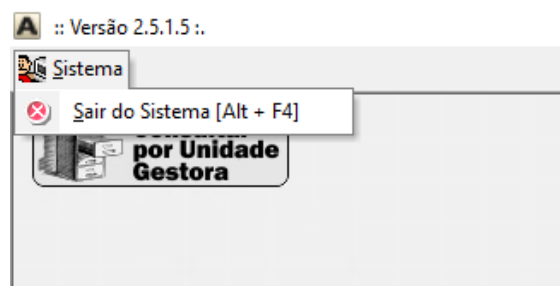 :: Versão 2.5.1.5 :.
Sistema
Sair do Sistema [Alt + F4]
por Unidade
Gestora